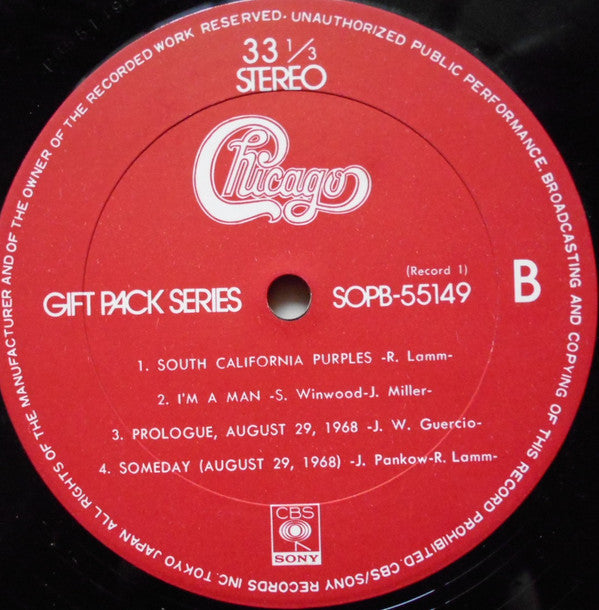 33 1/3
STEREO
Chicago
(Record 1)
GIFT PACK SERIES
SOPB-55149
B
1. SOUTH CALIFORNIA PURPLES -R. Lamm-
2. I'M A MAN -S. Winwood-J. Miller-
3. PROLOGUE, AUGUST 29, 1968 -J. W. Guercio-
4. SOMEDAY (AUGUST 29, 1968) -J. Pankow-R. Lamm-
CBS
SONY
ALL RIGHTS OF THE MANUFACTURER AND OF THE OWNER OF THE RECORDED WORK RESERVED. UNAUTHORIZED PUBLIC PERFORMANCE, BROADCASTING AND COPYING OF THIS RECORD PROHIBITED. CBS/SONY RECORDS INC. TOKYO JAPAN